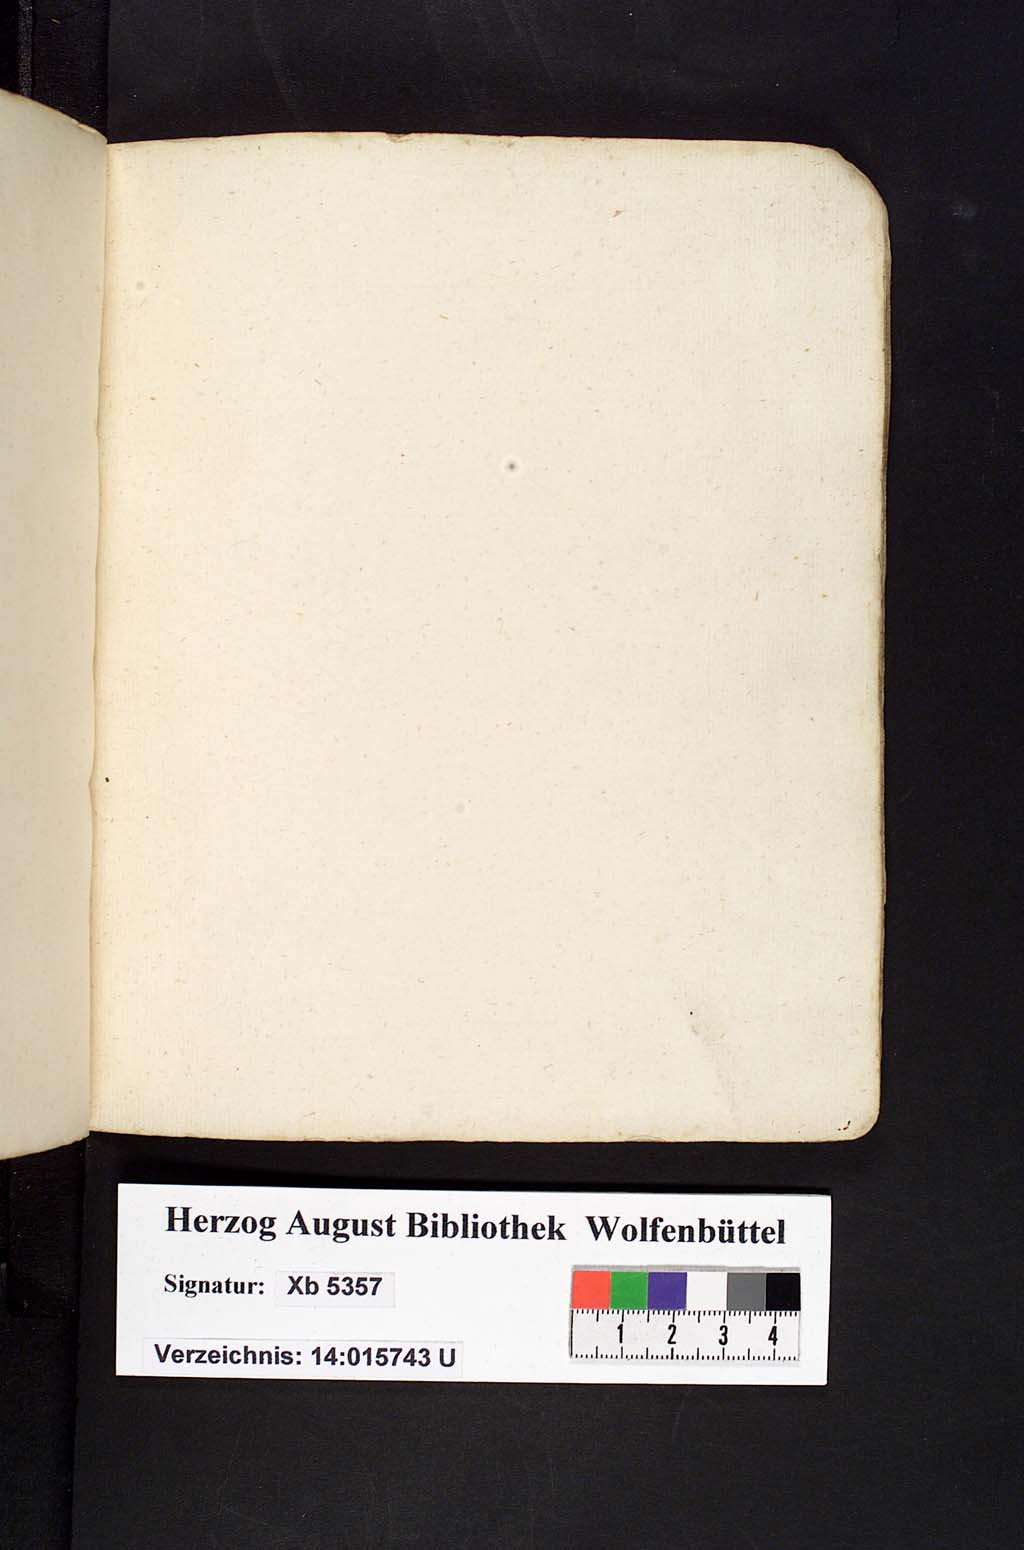 Herzog August Bibliothek Wolfenbüttel
Signatur: Xb 5357
1 2 3 4
Verzeichnis: 14:015743 U